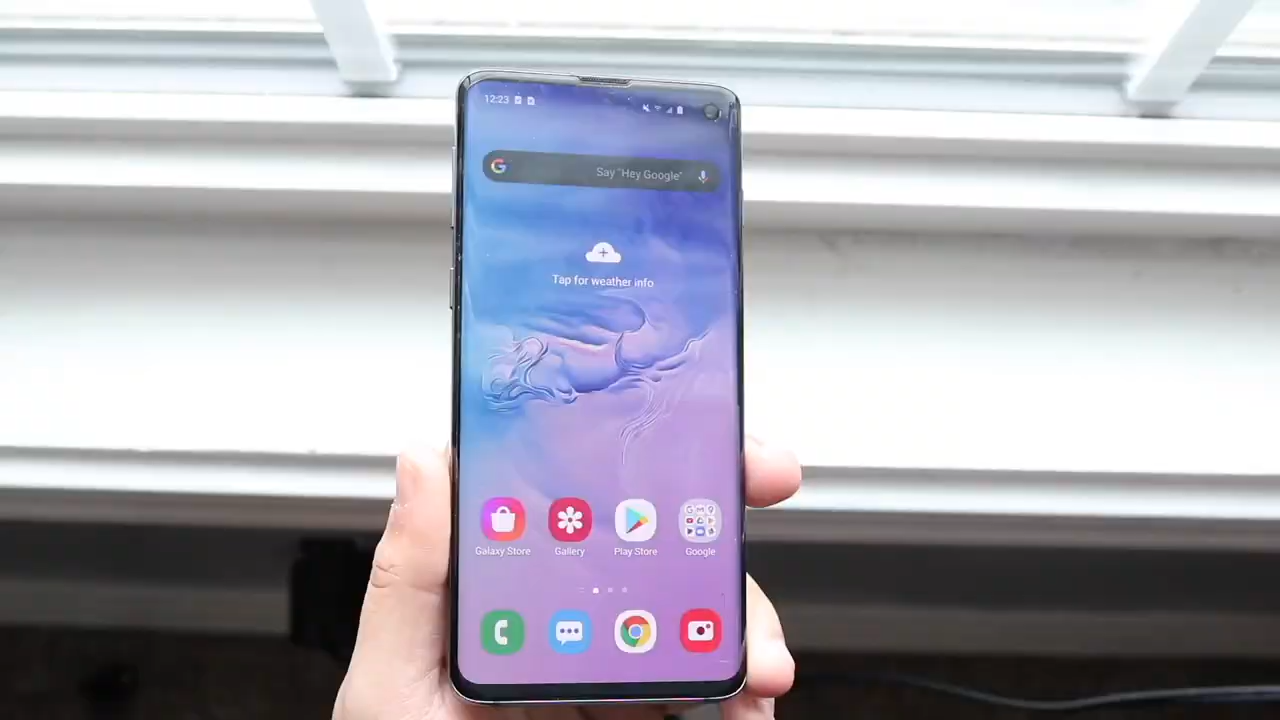 12:23
Say "Hey Google"
Tap for weather info
Galaxy Store
Gallery
Play Store
Google